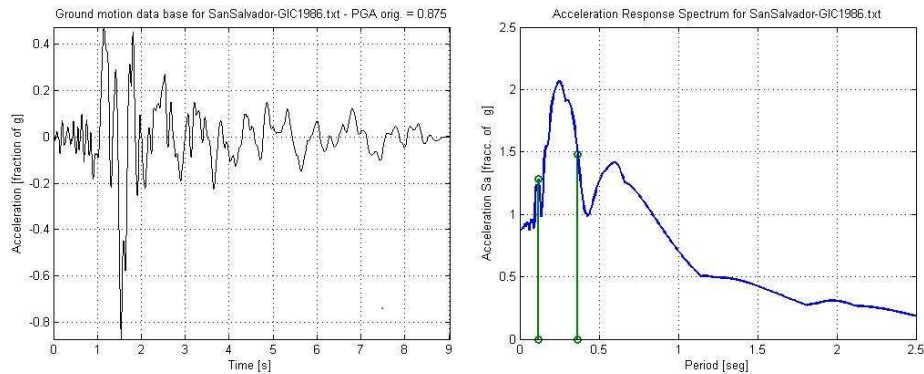 Ground motion data base for SanSalvador-GIC1986.txt - PGA orig. = 0.875
Acceleration [fraction of g]
0.4
0.2
0
-0.2
-0.4
-0.6
-0.8
0 1 2 3 4 5 6 7 8 9
Time [s]
Acceleration Response Spectrum for SanSalvador-GIC1986.txt
Acceleration Sa [fracc. of g]
2.5
2
1.5
1
0.5
0
0 0.5 1 1.5 2 2.5
Period [seg]